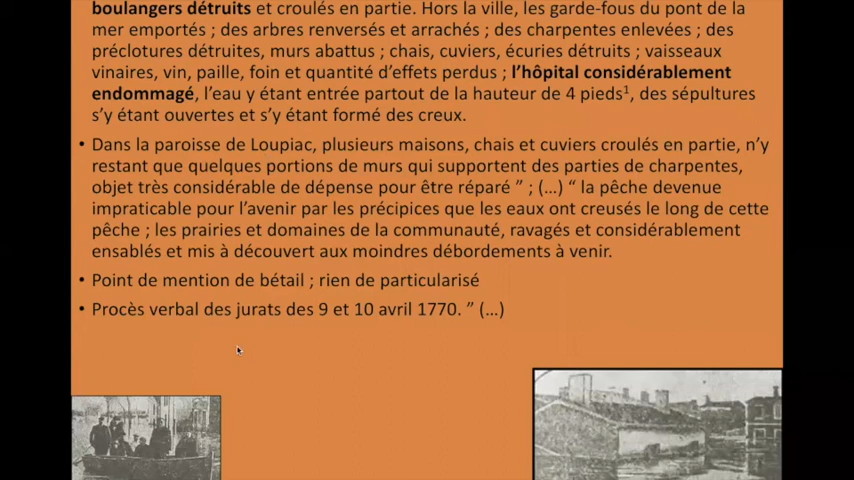 boulangers détruits et croulés en partie. Hors la ville, les garde-fous du pont de la
mer emportés ; des arbres renversés et arrachés ; des charpentes enlevées ; des
préclotures détruites, murs abattus ; chais, cuviers, écuries détruits ; vaisseaux
vinaires, vin, paille, foin et quantité d’effets perdus ; l’hôpital considérablement
endommagé, l’eau y étant entrée partout de la hauteur de 4 pieds¹, des sépultures
s’y étant ouvertes et s’y étant formé des creux.
• Dans la paroisse de Loupiac, plusieurs maisons, chais et cuviers croulés en partie, n’y
restant que quelques portions de murs qui supportent des parties de charpentes,
objet très considérable de dépense pour être réparé ” ; (…) “ la pêche devenue
impraticable pour l’avenir par les précipices que les eaux ont creusés le long de cette
pêche ; les prairies et domaines de la communauté, ravagés et considérablement
ensablés et mis à découvert aux moindres débordements à venir.
• Point de mention de bétail ; rien de particularisé
• Procès verbal des jurats des 9 et 10 avril 1770. ” (…)